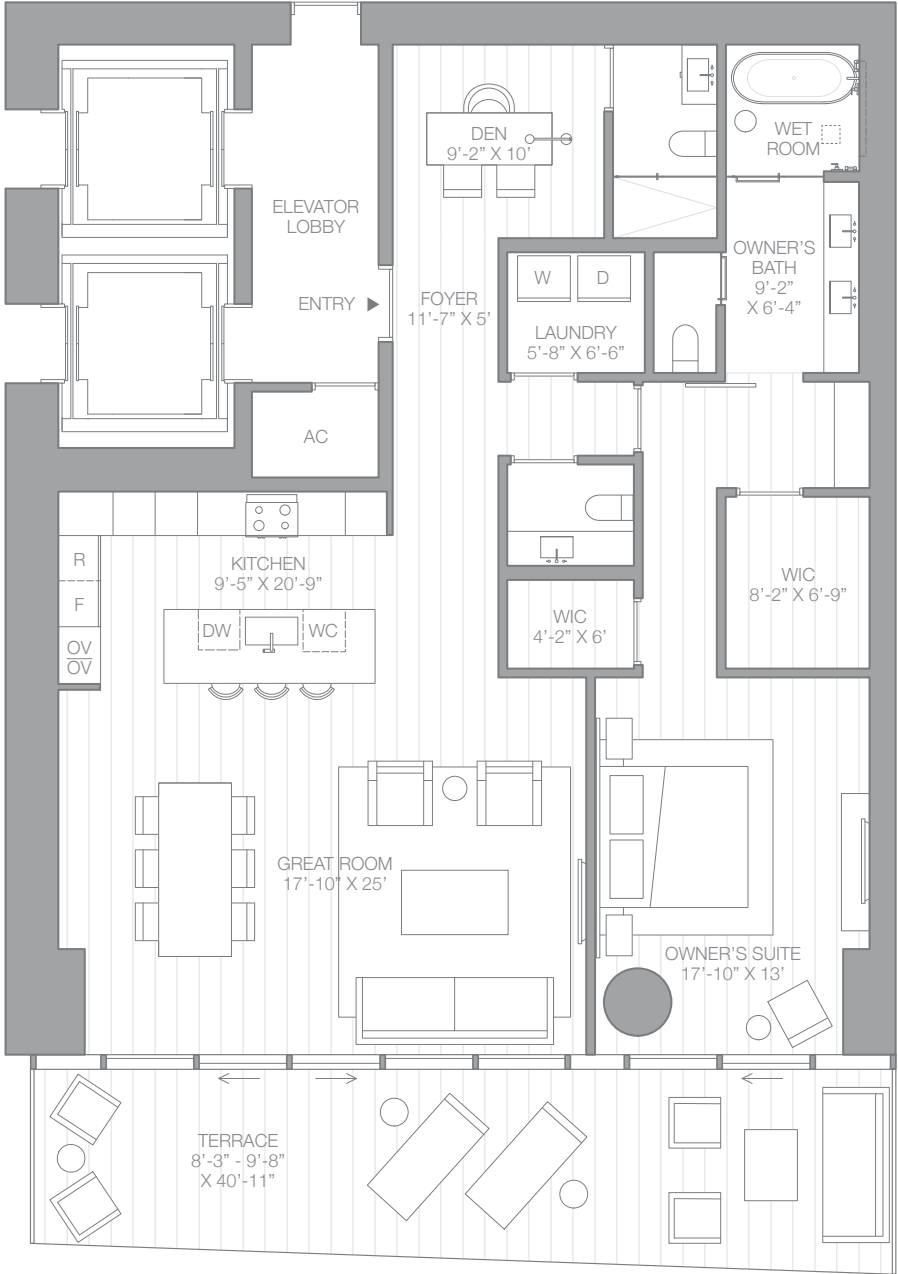 DEN
9’-2” X 10’
WET
ROOM
ELEVATOR
LOBBY
OWNER’S
BATH
9’-2”
X 6’-4”
W
D
ENTRY
FOYER
11’-7” X 5’
LAUNDRY
5’-8” X 6’-6”
AC
R
F
OV
OV
KITCHEN
9’-5” X 20’-9”
WIC
8’-2” X 6’-9”
DW
WC
WIC
4’-2” X 6’
GREAT ROOM
17’-10” X 25’
OWNER’S SUITE
17’-10” X 13’
TERRACE
8’-3” - 9’-8”
X 40’-11”